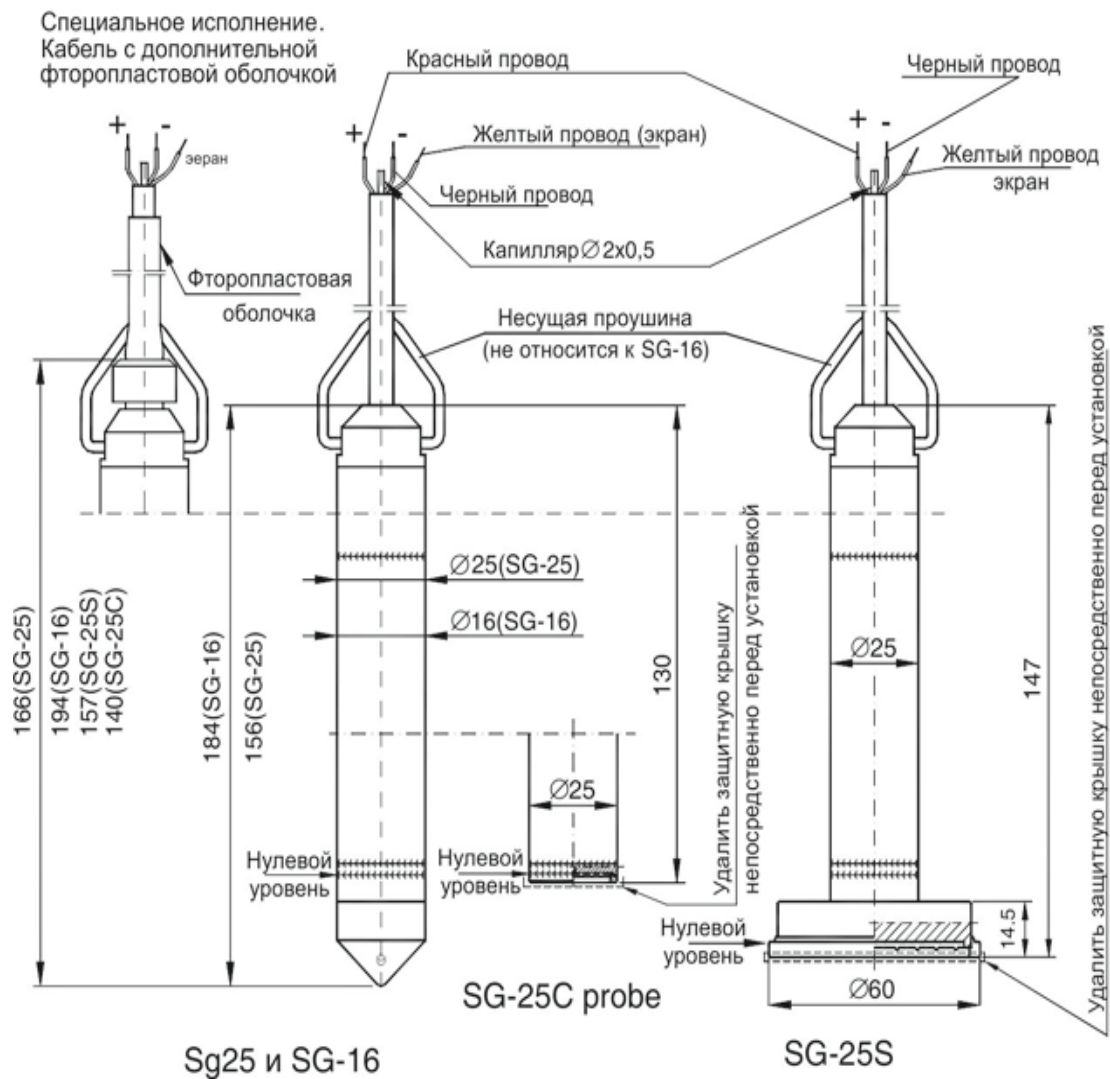 Специальное исполнение.
Кабель с дополнительной
фторопластовой оболочкой
Красный провод
Черный провод
+ -
эеран
+ -
Желтый провод (экран)
Черный провод
+ -
Желтый провод
экран
Капилляр∅2x0,5
Фторопластовая
оболочка
Несущая проушина
(не относится к SG-16)
166(SG-25)
194(SG-16)
157(SG-25S)
140(SG-25C)
184(SG-16)
156(SG-25)
∅25(SG-25)
∅16(SG-16)
130
∅25
Удалить защитную крышку
непосредственно перед установкой
∅25
147
Удалить защитную крышку непосредственно перед установкой
Нулевой
уровень
Нулевой
уровень
Нулевой
уровень
14.5
∅60
SG-25C probe
Sg25 и SG-16
SG-25S